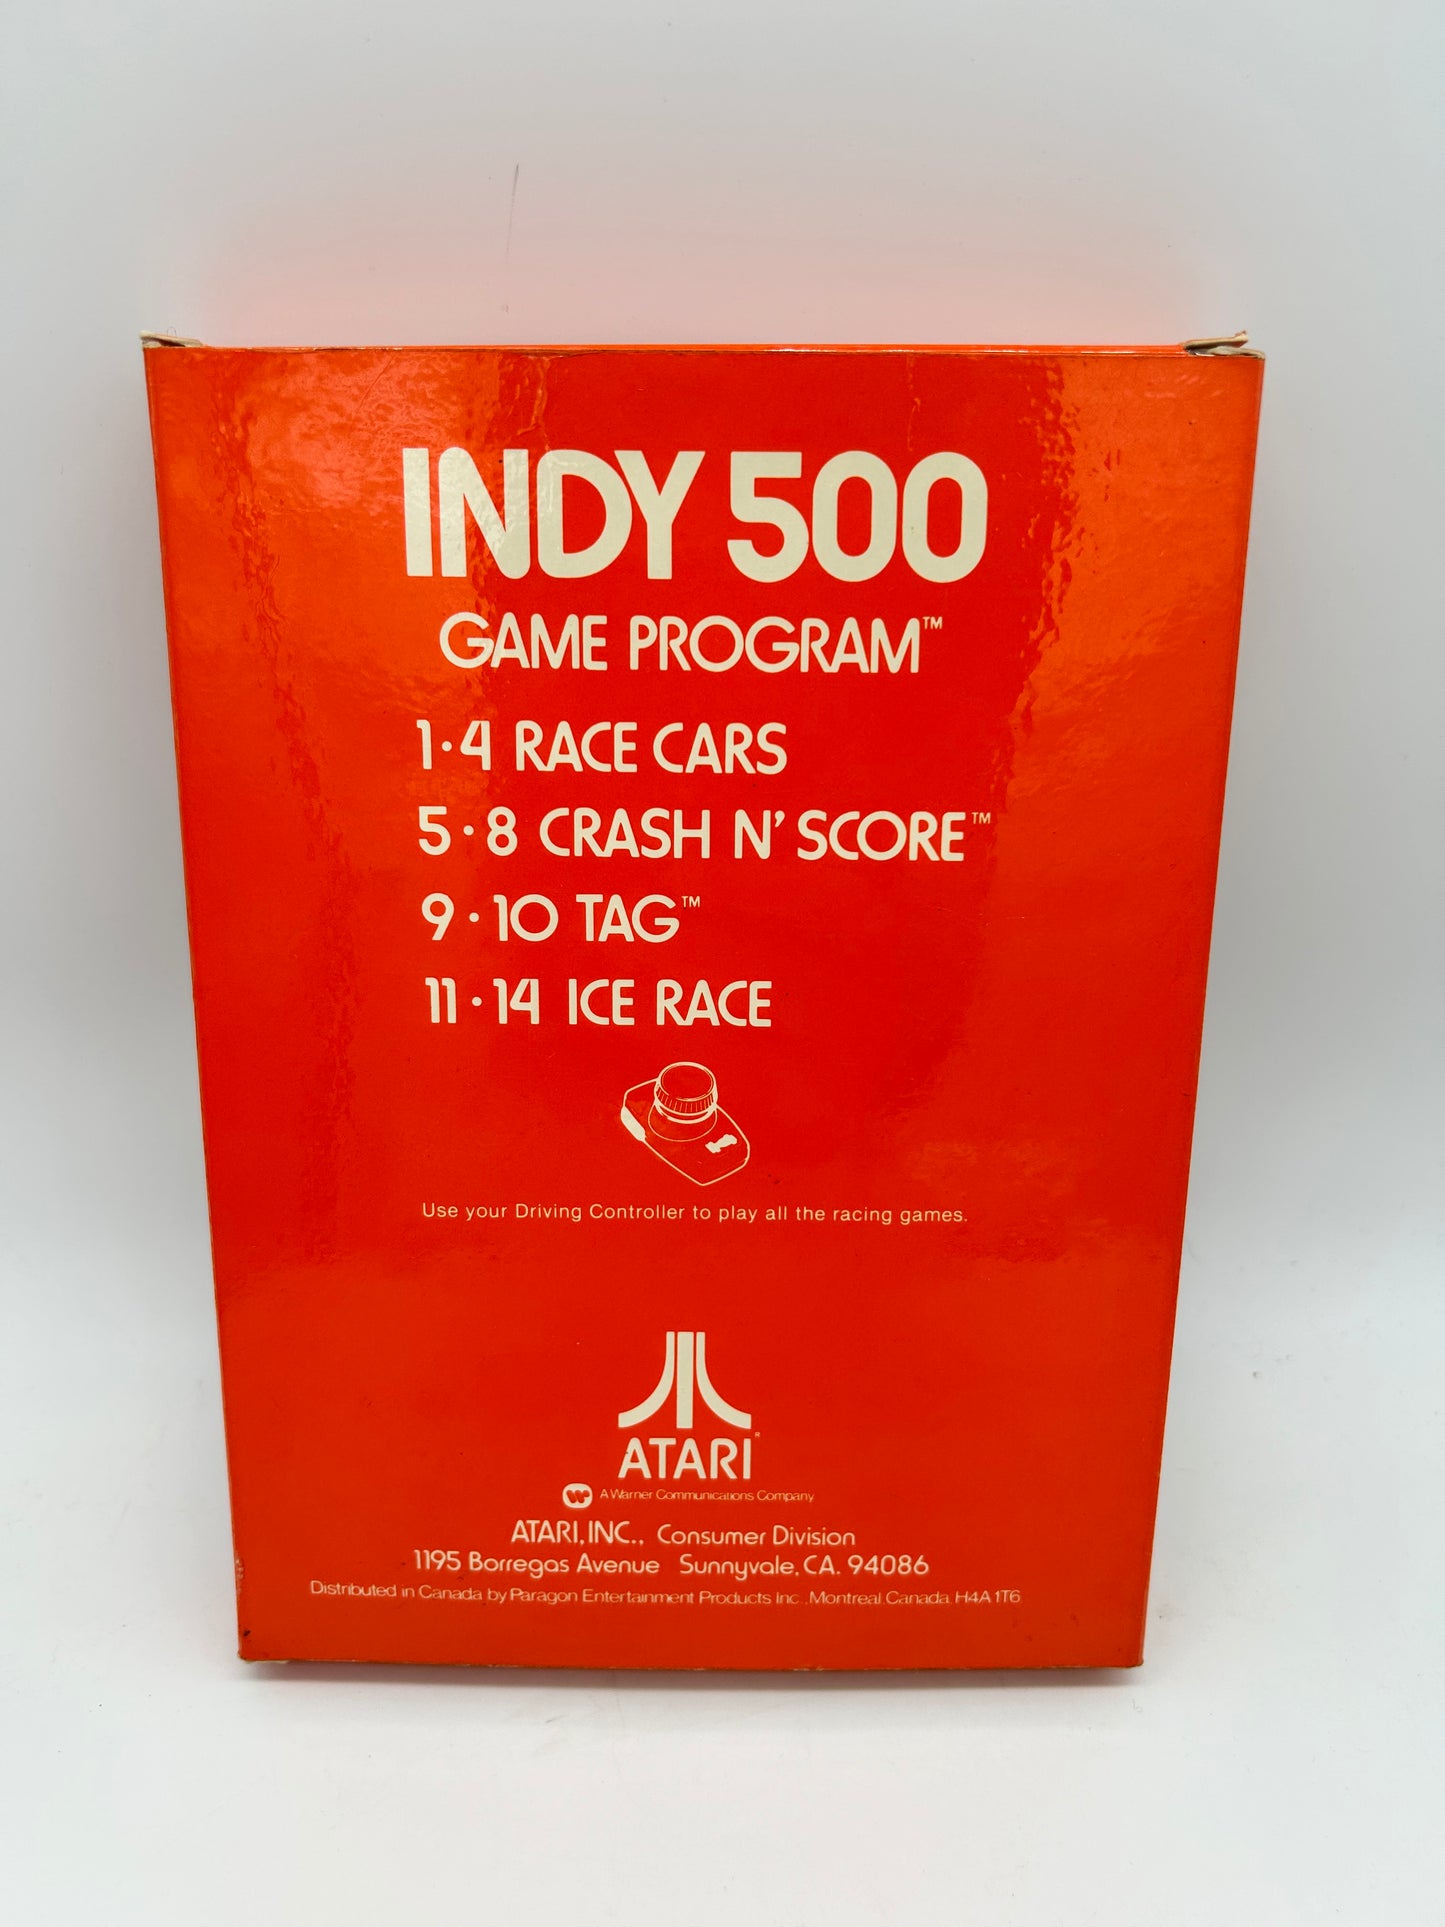 INDY 500
GAME PROGRAM™
1·4 RACE CARS
5·8 CRASH N' SCORE™
9·10 TAG™
11·14 ICE RACE
Use your Driving Controller to play all the racing games.
ATARI®
A Warner Communications Company
ATARI, INC., Consumer Division
1195 Borregas Avenue Sunnyvale, CA. 94086
Distributed in Canada by Paragon Entertainment Products Inc., Montreal, Canada H4A 1T6